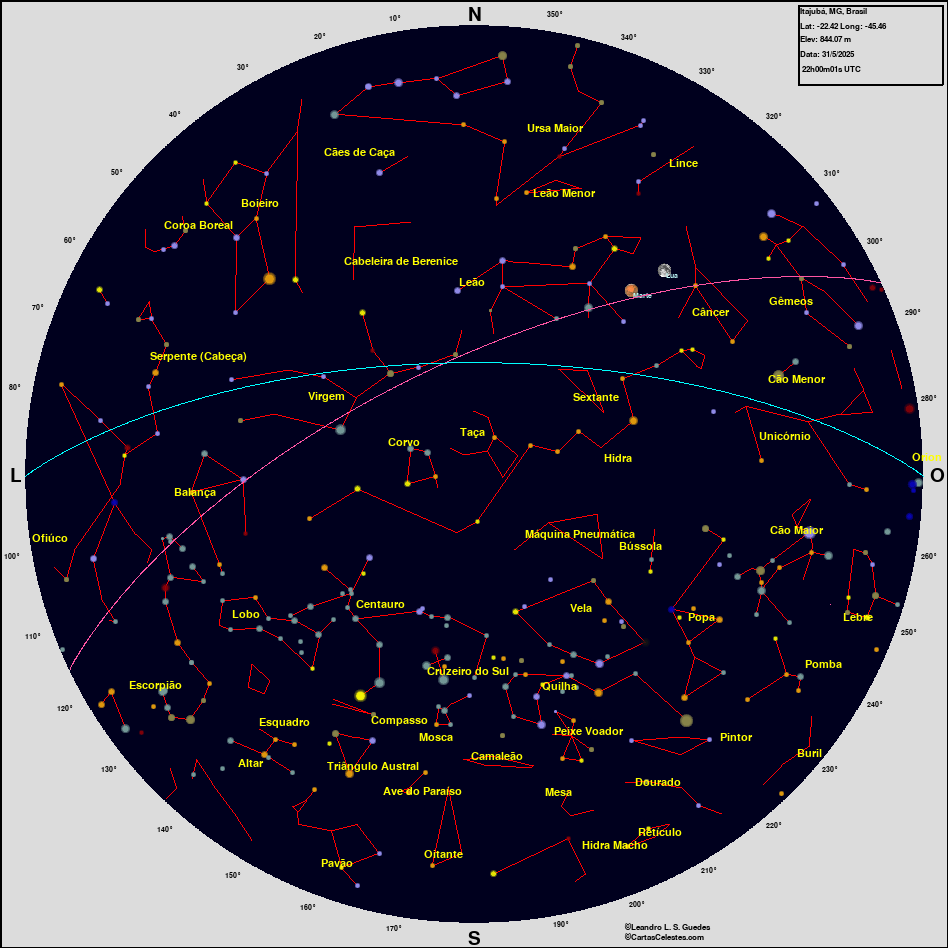 N
Itajubá, MG, Brasil
Lat: -22.42 Long: -45.46
Elev: 844.07 m
Data: 31/5/2025
22h00m01s UTC
10°
350°
20°
340°
30°
330°
40°
320°
50°
310°
60°
300°
70°
290°
80°
280°
L
O
100°
260°
110°
250°
120°
240°
130°
230°
140°
220°
150°
210°
160°
200°
170°
190°
S
Ursa Maior
Cães de Caça
Lince
Leão Menor
Boieiro
Coroa Boreal
Cabeleira de Berenice
Lua
Leão
Marte
Gêmeos
Câncer
Serpente (Cabeça)
Cão Menor
Virgem
Sextante
Taça
Unicórnio
Corvo
Hidra
Balança
Ofiúco
Máquina Pneumática
Cão Maior
Bússola
Centauro
Vela
Lobo
Popa
Lebre
Pomba
Cruzeiro do Sul
Escorpião
Quilha
Esquadro
Compasso
Mosca
Peixe Voador
Pintor
Camaleão
Buril
Altar
Triângulo Austral
Dourado
Ave do Paraíso
Mesa
Retículo
Hidra Macho
Oitante
Pavão
©Leandro L. S. Guedes
©CartasCelestes.com